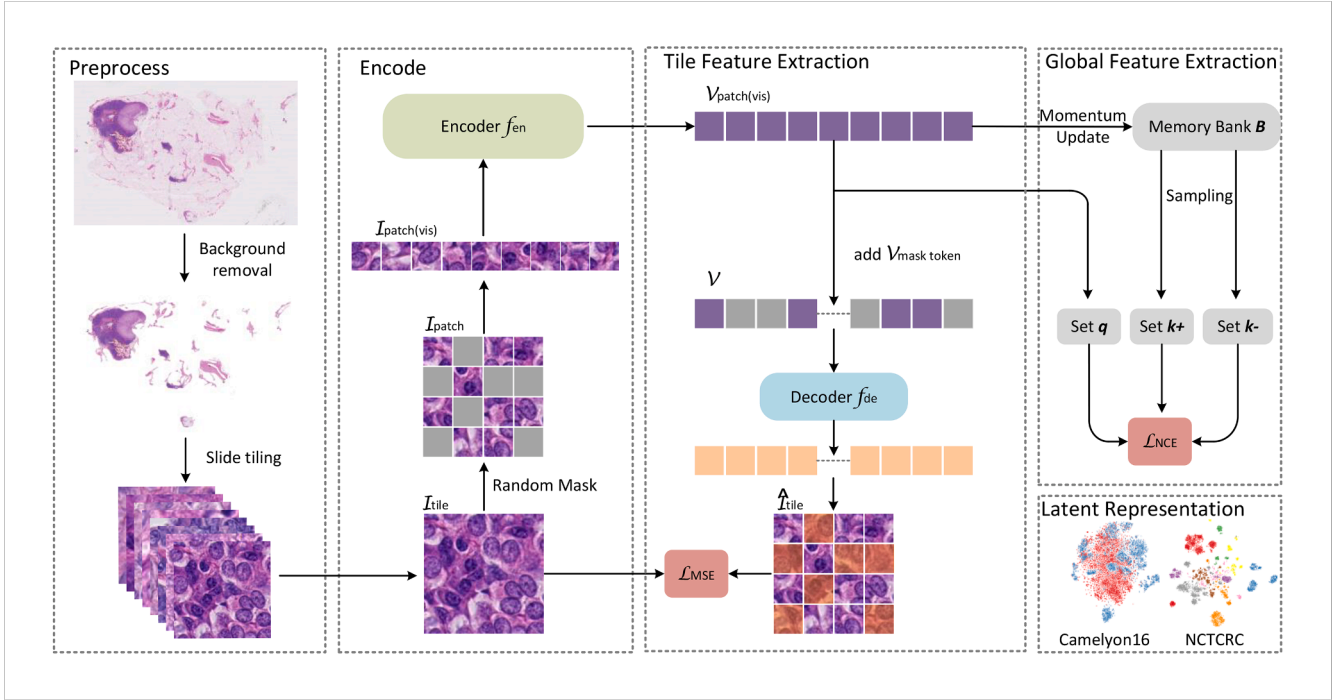 Preprocess
Background
removal
Slide tiling
Encode
Encoder fen
Ipatch(vis)
Ipatch
Random Mask
Itile
Tile Feature Extraction
Vpatch(vis)
add Vmask token
V
Decoder fde
Îtile
LMSE
Global Feature Extraction
Momentum
Update
Memory Bank B
Sampling
Set q
Set k+
Set k-
LNCE
Latent Representation
Camelyon16
NCTCRC